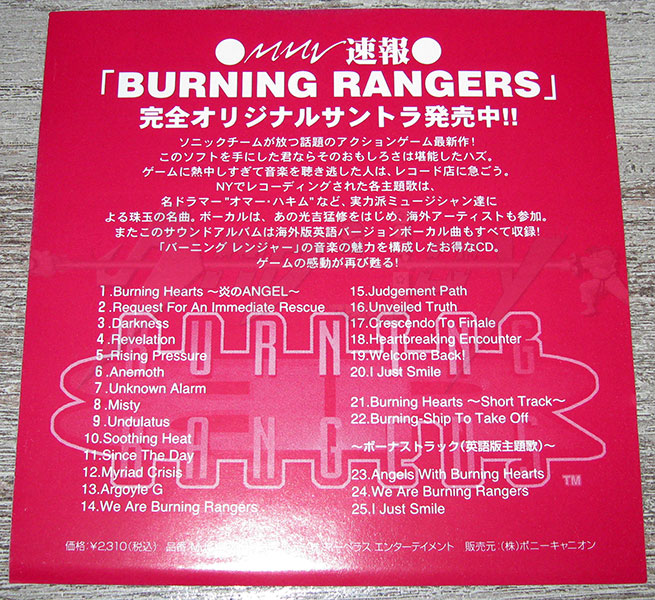 ●MMV 速報●
「BURNING RANGERS」
完全オリジナルサントラ発売中!!
ソニックチームが放つ話題のアクションゲーム最新作!
このソフトを手にした君ならそのおもしろさは堪能したハズ。
ゲームに熱中しすぎて音楽を聴き逃した人は、レコード店に急ごう。
NYでレコーディングされた各主題歌は、
名ドラマー"オマー・ハキム"など、実力派ミュージシャン達に
よる珠玉の名曲。ボーカルは、あの光吉猛修をはじめ、海外アーティストも参加。
またこのサウンドアルバムは海外版英語バージョンボーカル曲もすべて収録!
「バーニング レンジャー」の音楽の魅力を構成したお得なCD。
ゲームの感動が再び甦る!
1.Burning Hearts 〜炎のANGEL〜
2.Request For An Immediate Rescue
3.Darkness
4.Revelation
5.Rising Pressure
6.Anemoth
7.Unknown Alarm
8.Misty
9.Undulatus
10.Soothing Heat
11.Since The Day
12.Myriad Crisis
13.Argoyle G
14.We Are Burning Rangers
15.Judgement Path
16.Unveiled Truth
17.Crescendo To Finale
18.Heartbreaking Encounter
19.Welcome Back!
20.I Just Smile
21.Burning Hearts 〜Short Track〜
22.Burning Ship To Take Off
〜ボーナストラック(英語版主題歌)〜
23.Angels With Burning Hearts
24.We Are Burning Rangers
25.I Just Smile
BURNING
RANGERS
TM
価格:¥2,310(税込) 品番: エンターテイメント 販売元:(株)ポニーキャニオン